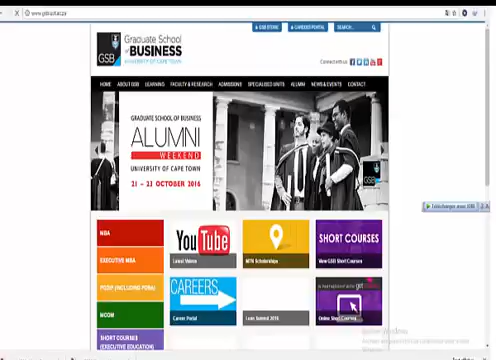 www.gsb.uct.ac.za
GSB STORE
CAREERS PORTAL
SEARCH...
Graduate School
of BUSINESS
UNIVERSITY OF CAPE TOWN
GSB
Connect with us
HOME ABOUT GSB LEARNING FACULTY & RESEARCH ADMISSIONS SPECIALISED UNITS ALUMNI NEWS & EVENTS CONTACT
GRADUATE SCHOOL OF BUSINESS
ALUMNI
WEEKEND
UNIVERSITY OF CAPE TOWN
21 - 23 OCTOBER 2016
GSB
MBA
EXECUTIVE MBA
PGDIP (INCLUDING PDBA)
MCOM
SHORT COURSES
(EXECUTIVE EDUCATION)
YouTube
Latest Videos
MTN Scholarships
SHORT COURSES
View GSB Short Courses
CAREERS
Career Portal
Lean Summit 2016
Online Short Courses